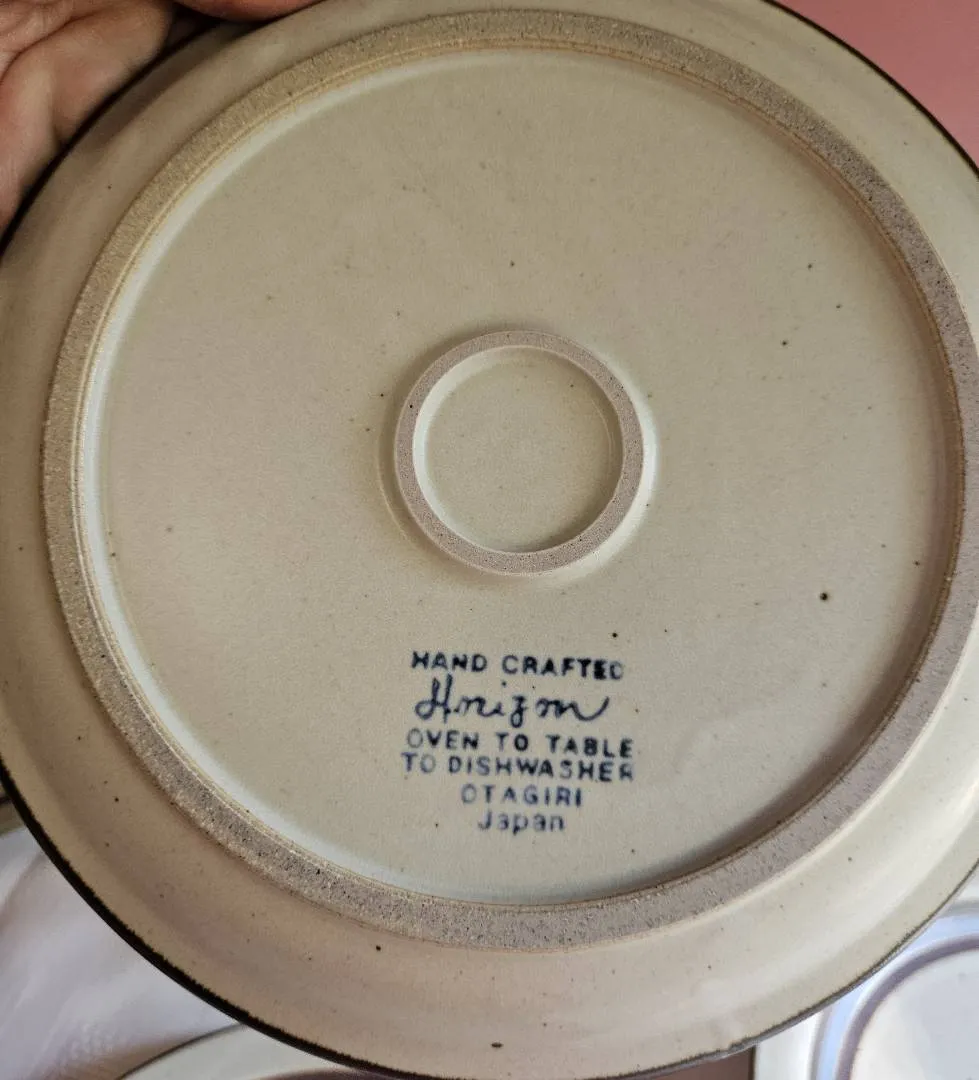 HAND CRAFTED
Horizon
OVEN TO TABLE
TO DISHWASHER
OTAGIRI
Japan